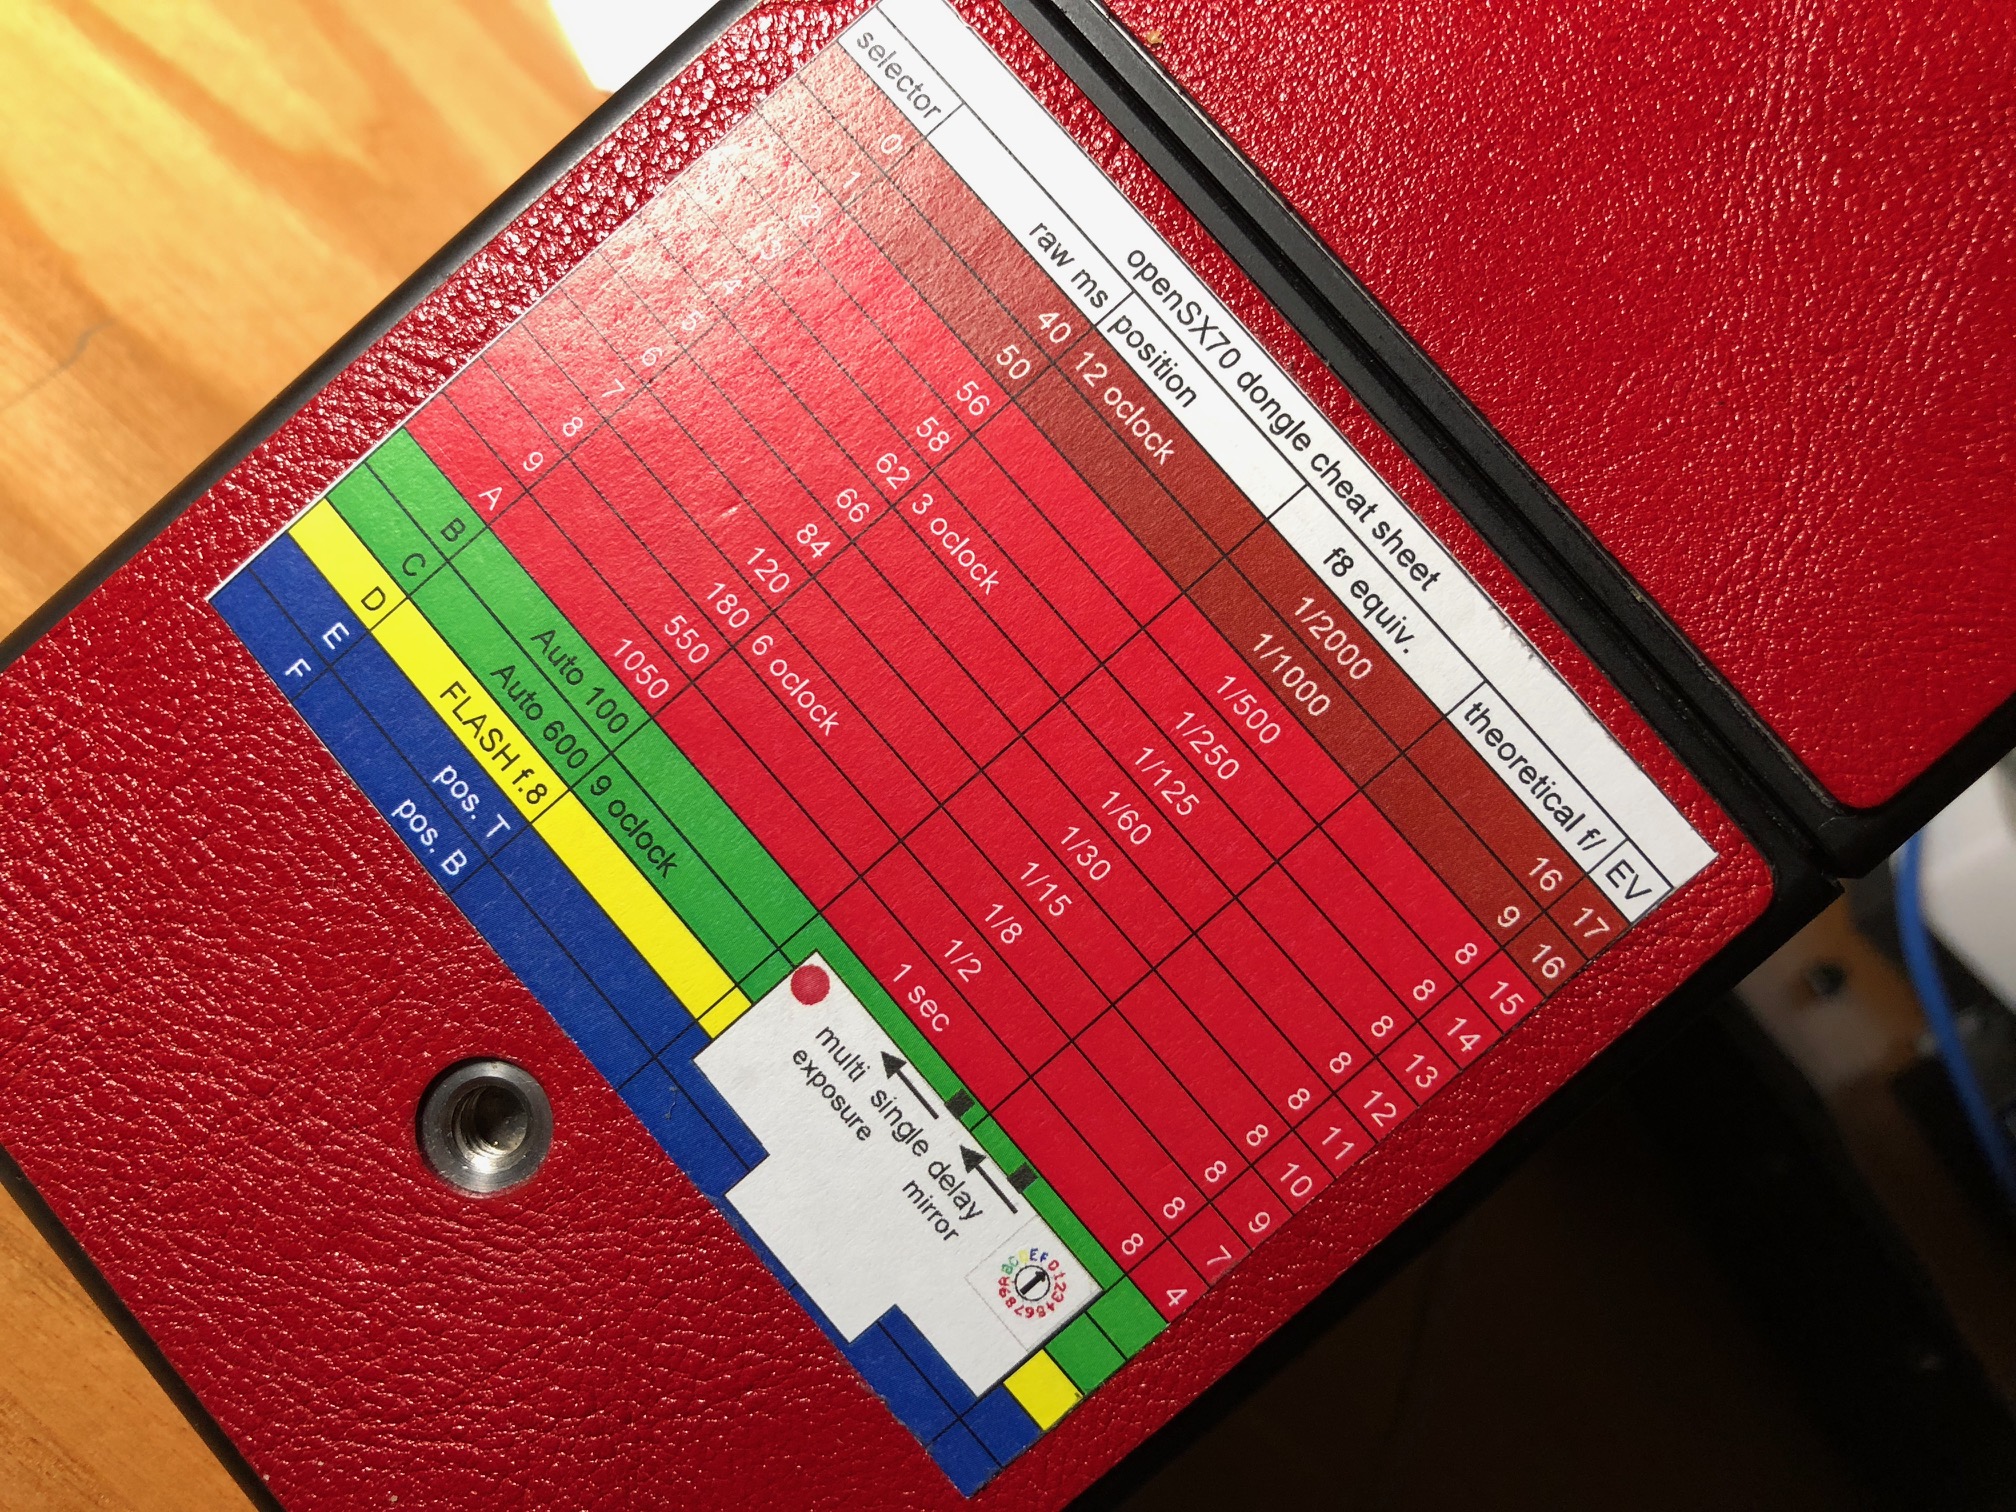 openSX70 dongle cheat sheet
selector raw ms position f8 equiv. theoretical f/ EV
0 40 12 oclock 1/2000 16 17
1 50 1/1000 9 16
2 56 1/500 8 15
3 58 1/250 8 14
4 62 3 oclock 1/125 8 13
5 66 1/60 8 12
6 84 1/30 8 11
7 120 1/15 8 10
8 180 6 oclock 1/8 8 9
9 550 1/2 8 7
A 1050 1 sec 8 4
B Auto 100
C Auto 600 9 oclock
D FLASH f.8
E pos. T
F pos. B
multi single delay
exposure mirror